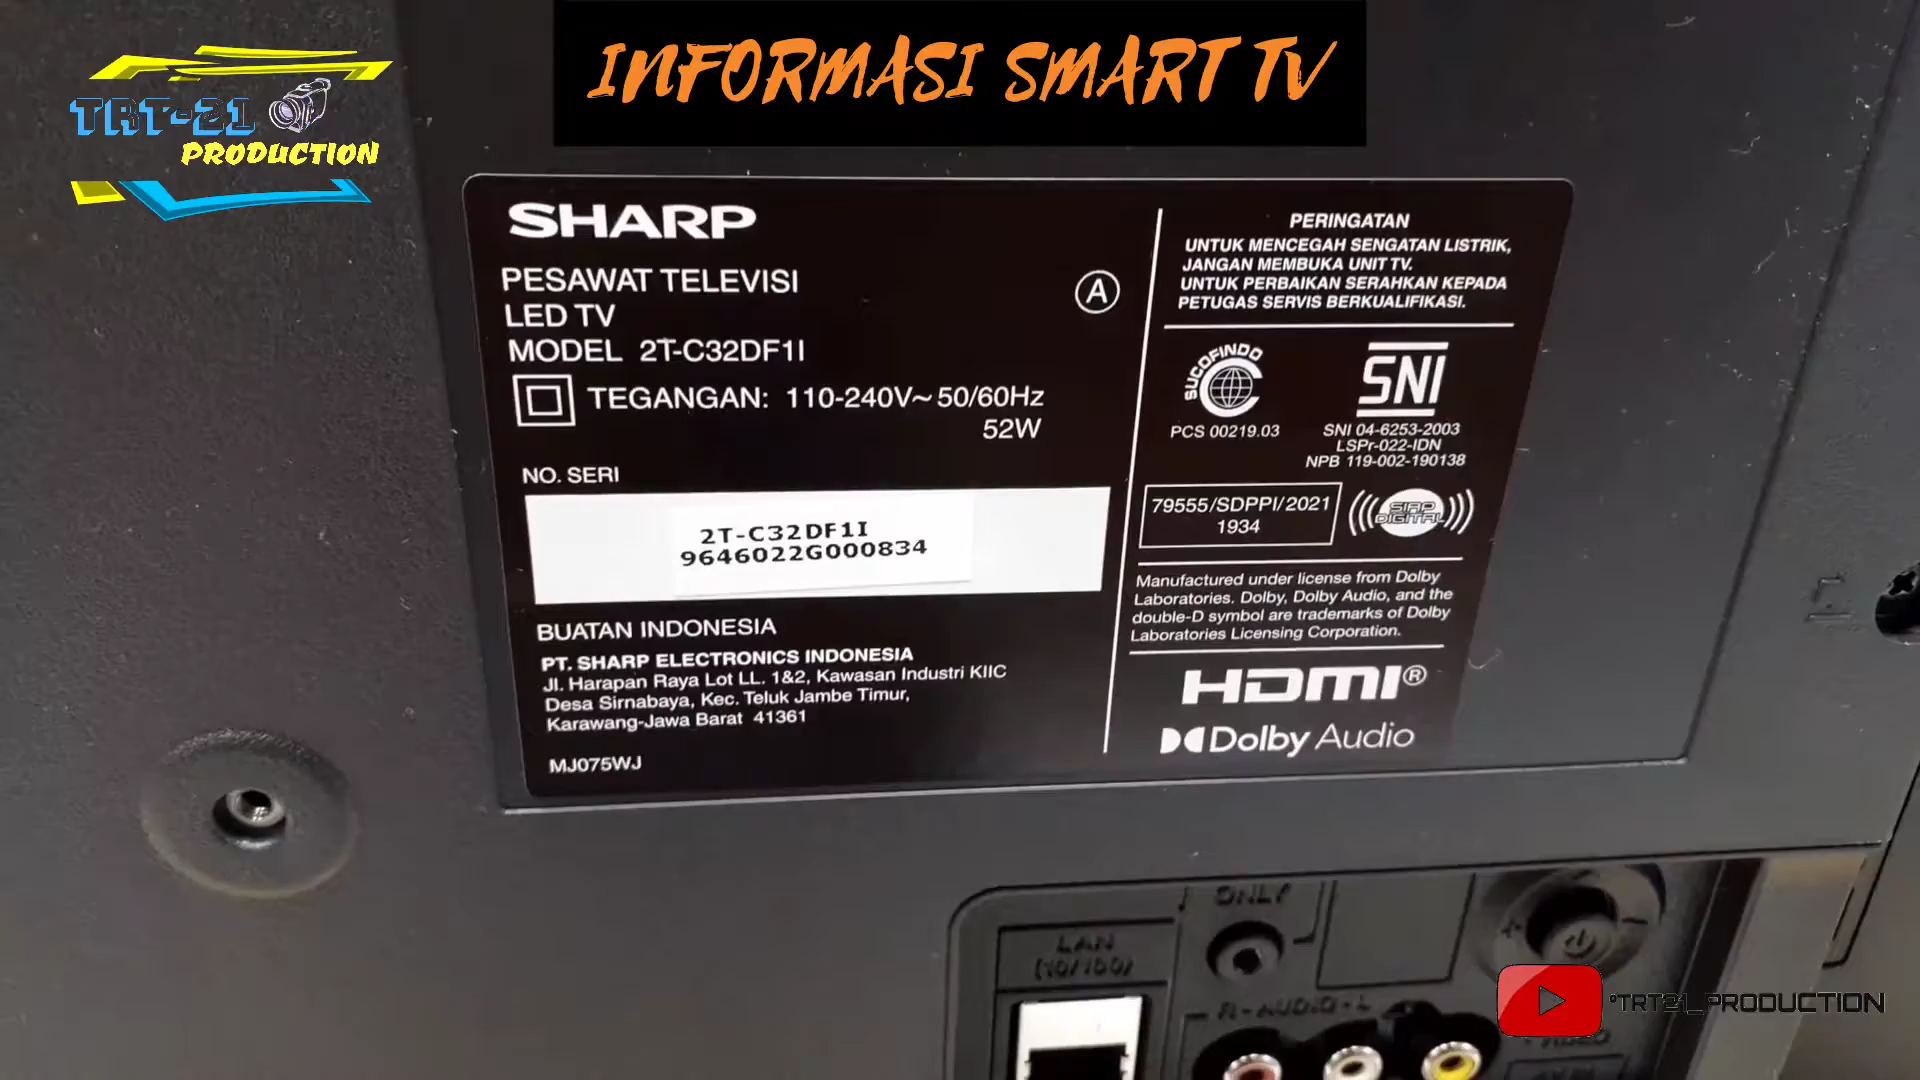 INFORMASI SMART TV
TRT-21
PRODUCTION
SHARP
PESAWAT TELEVISI
LED TV
MODEL 2T-C32DF1I
A
TEGANGAN: 110-240V~50/60Hz
52W
NO. SERI
2T-C32DF1I
9646022G000834
BUATAN INDONESIA
PT. SHARP ELECTRONICS INDONESIA
Jl. Harapan Raya Lot LL. 1&2, Kawasan Industri KIIC
Desa Sirnabaya, Kec. Teluk Jambe Timur,
Karawang-Jawa Barat 41361
MJ075WJ
PERINGATAN
UNTUK MENCEGAH SENGATAN LISTRIK,
JANGAN MEMBUKA UNIT TV.
UNTUK PERBAIKAN SERAHKAN KEPADA
PETUGAS SERVIS BERKUALIFIKASI.
SUCOFINDO
PCS 00219.03
SNI
SNI 04-6253-2003
LSPr-022-IDN
NPB 119-002-190138
79555/SDPPI/2021
1934
SIAP
DIGITAL
Manufactured under license from Dolby
Laboratories. Dolby, Dolby Audio, and the
double-D symbol are trademarks of Dolby
Laboratories Licensing Corporation.
HDMI®
Dolby Audio
ONLY
LAN
(10/100)
R-AUDIO-L
TRT21_PRODUCTION